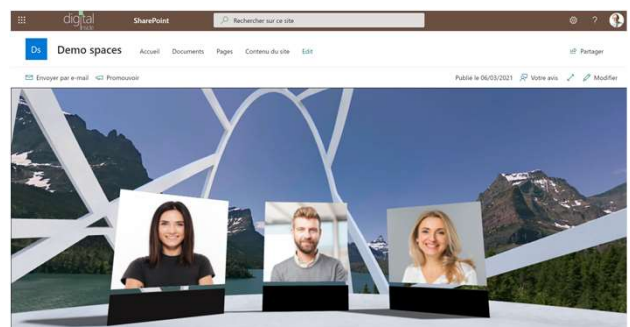 digital
inside
SharePoint
Rechercher sur ce site
?
Ds
Demo spaces
Accueil
Documents
Pages
Contenu du site
Edit
Partager
Envoyer par e-mail
Promouvoir
Publié le 06/03/2021
Votre avis
Modifier